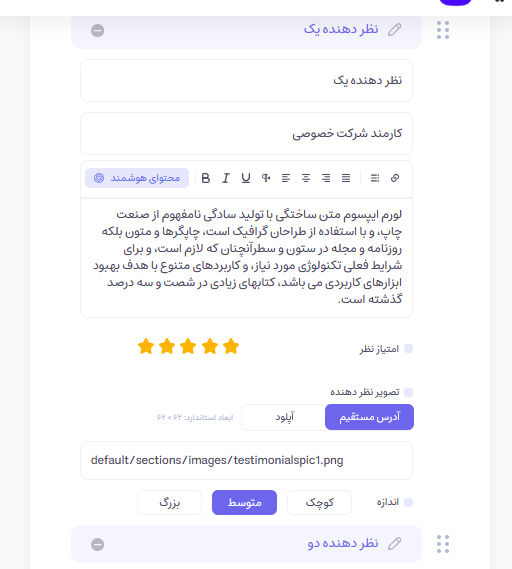 نظر دهنده یک
نظر دهنده یک
کارمند شرکت خصوصی
محتوای هوشمند
لورم ایپسوم متن ساختگی با تولید سادگی نامفهوم از صنعت
چاپ، و با استفاده از طراحان گرافیک است، چاپگرها و متون بلکه
روزنامه و مجله در ستون و سطرآنچنان که لازم است، و برای
شرایط فعلی تکنولوژی مورد نیاز، و کاربردهای متنوع با هدف بهبود
ابزارهای کاربردی می باشد، کتابهای زیادی در شصت و سه درصد
گذشته است.
امتیاز نظر
تصویر نظر دهنده
آدرس مستقیم
آپلود
ابعاد استاندارد: ۶۲ × ۶۲
default/sections/images/testimonialspic1.png
اندازه
کوچک
متوسط
بزرگ
نظر دهنده دو